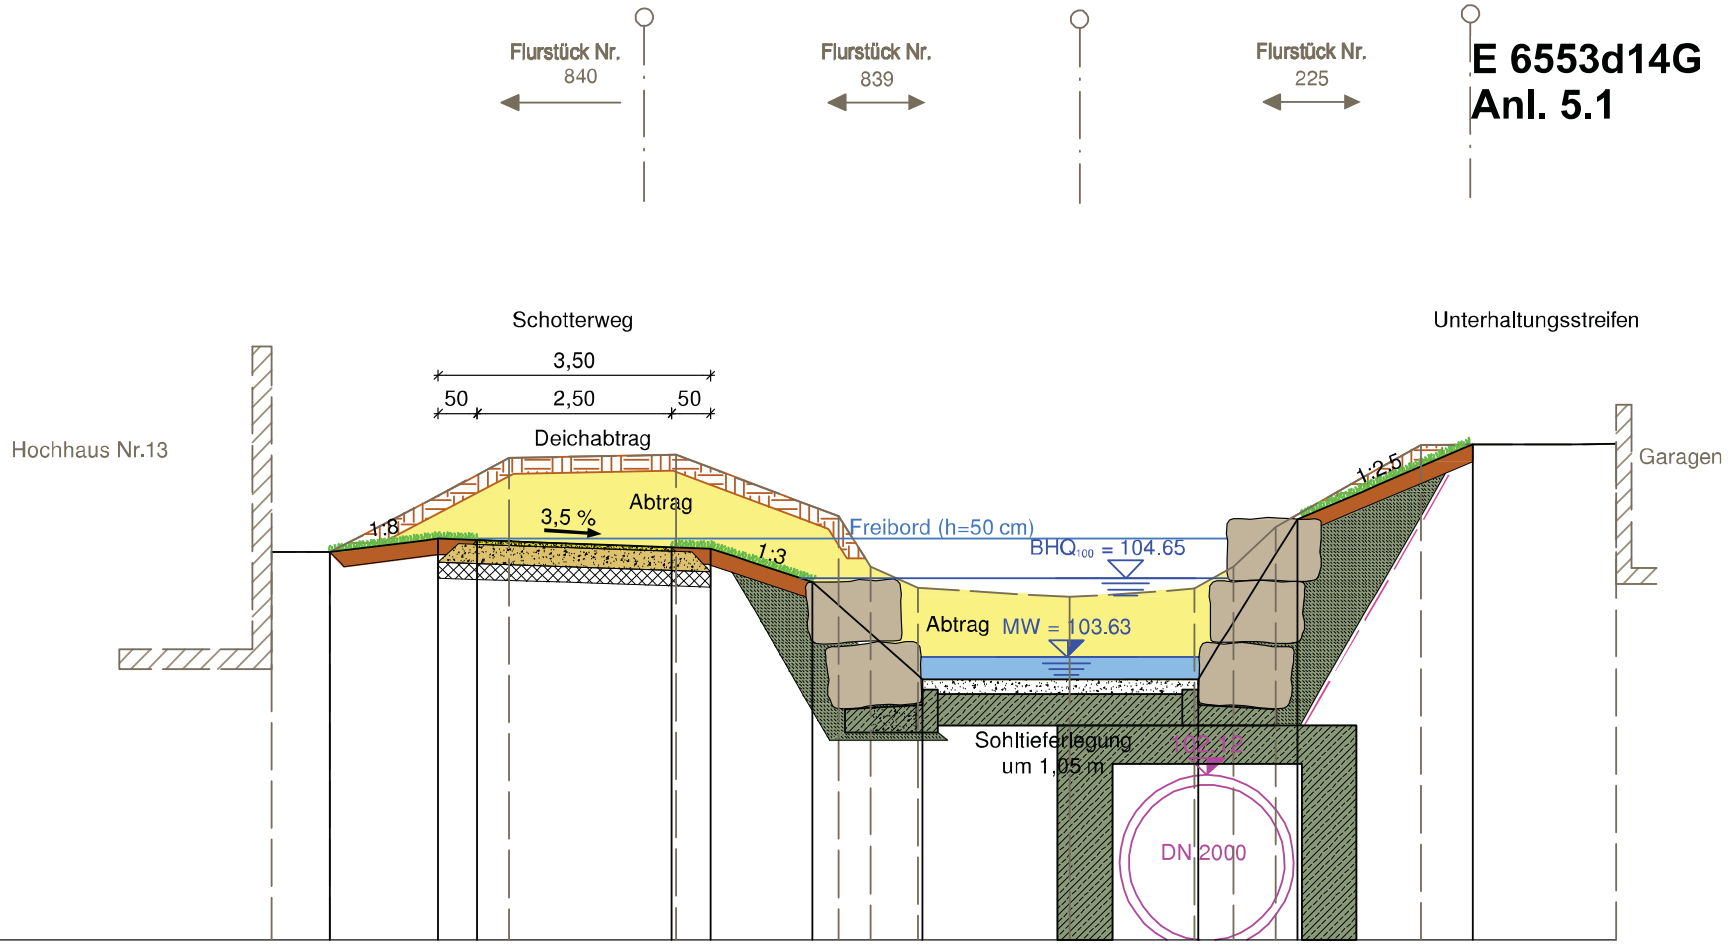 Flurstück Nr.
840
Flurstück Nr.
839
Flurstück Nr.
225
E 6553d14G
Anl. 5.1
Schotterweg
Unterhaltungsstreifen
3,50
50
2,50
50
Deichabtrag
Hochhaus Nr.13
Garagen
1:2,5
Abtrag
3,5 %
1:8
Freibord (h=50 cm)
1:3
BHQ100 = 104.65
Abtrag
MW = 103.63
Sohltieferlegung
um 1,05 m
102.12
DN 2000